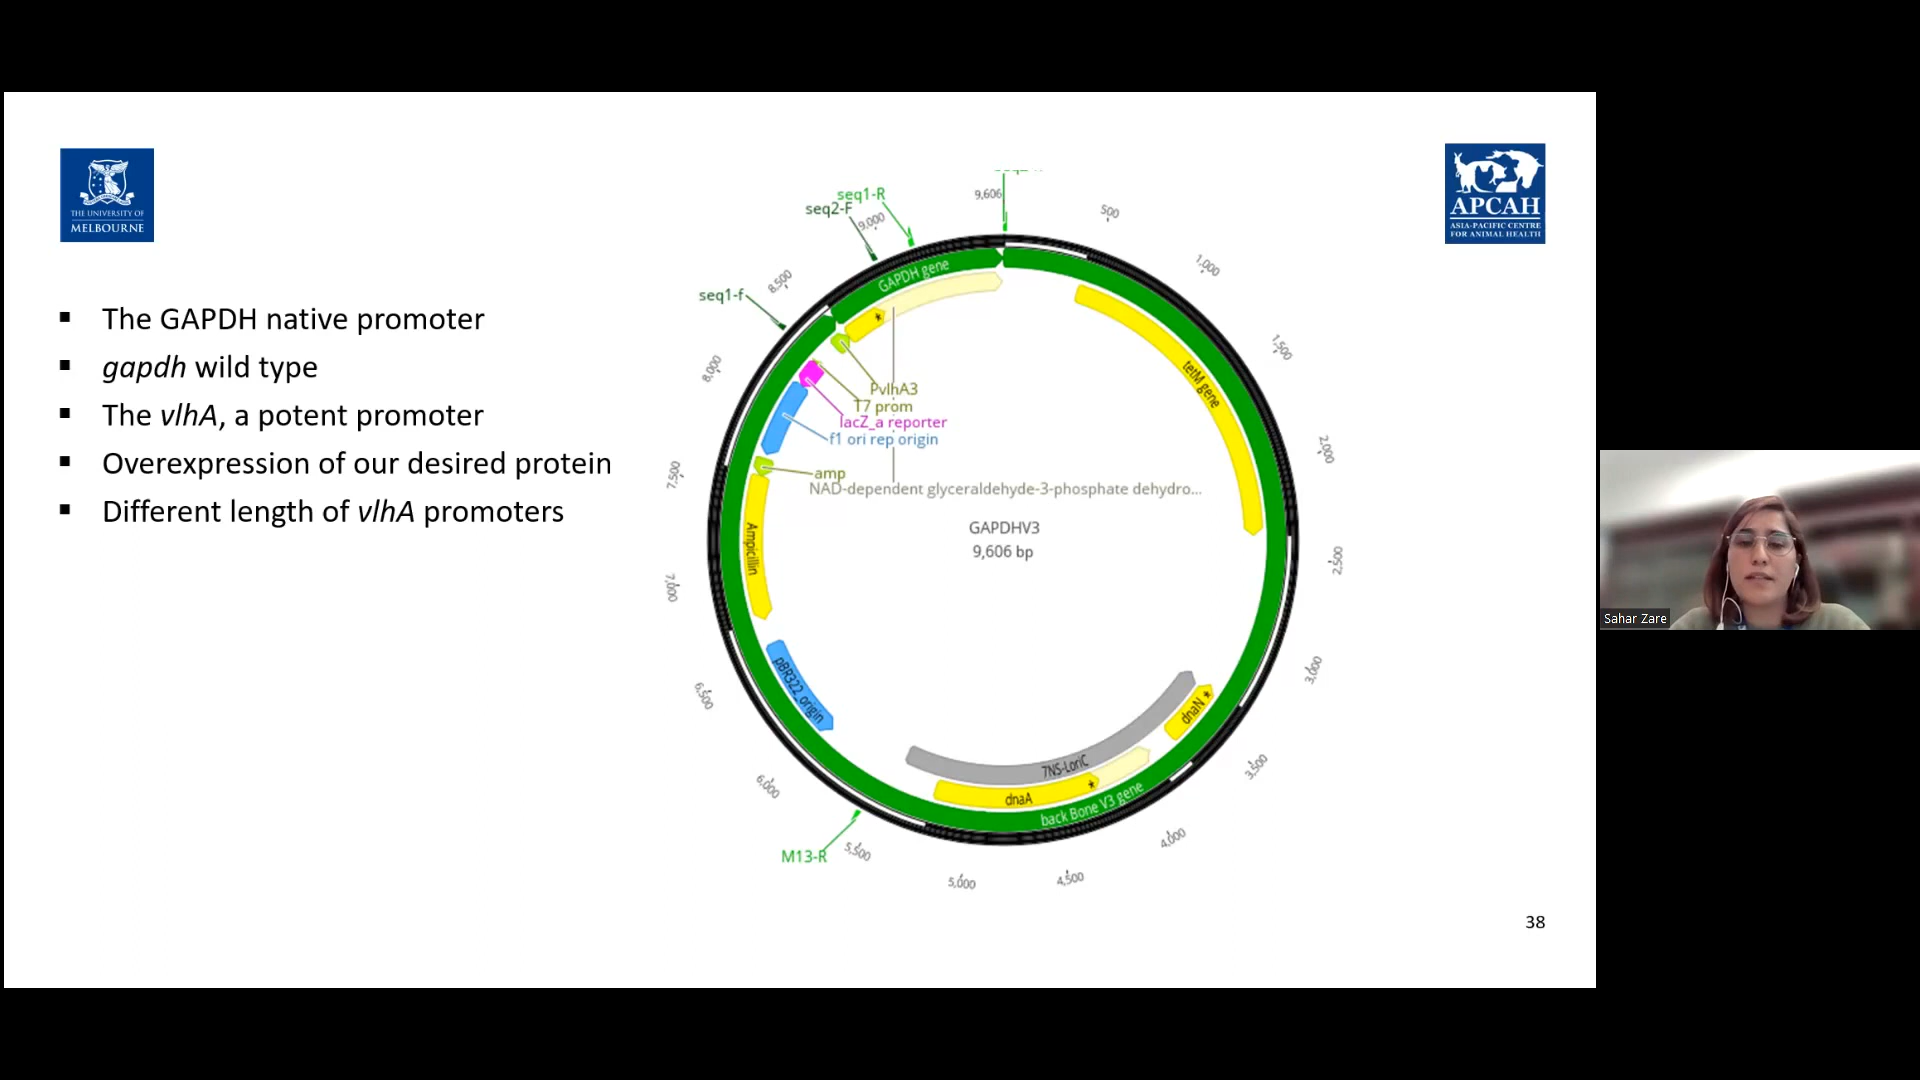 THE UNIVERSITY OF
MELBOURNE
APCAH
ASIA-PACIFIC CENTRE
FOR ANIMAL HEALTH
▪ The GAPDH native promoter
▪ gapdh wild type
▪ The vlhA, a potent promoter
▪ Overexpression of our desired protein
▪ Different length of vlhA promoters
seq1-R
seq2-F
seq1-f
9,606
500
1,000
1,500
2,000
2,500
3,000
3,500
4,000
4,500
5,000
5,500
6,000
6,500
7,000
7,500
8,000
8,500
9,000
GAPDH gene
tetM gene
PvlhA3
T7 prom
lacZ_a reporter
f1 ori rep origin
amp
NAD-dependent glyceraldehyde-3-phosphate dehydro...
GAPDHV3
9,606 bp
Ampicillin
pBR322_origin
dnaN
7NS-LoriC
dnaA
back Bone V3 gene
M13-R
38
Sahar Zare